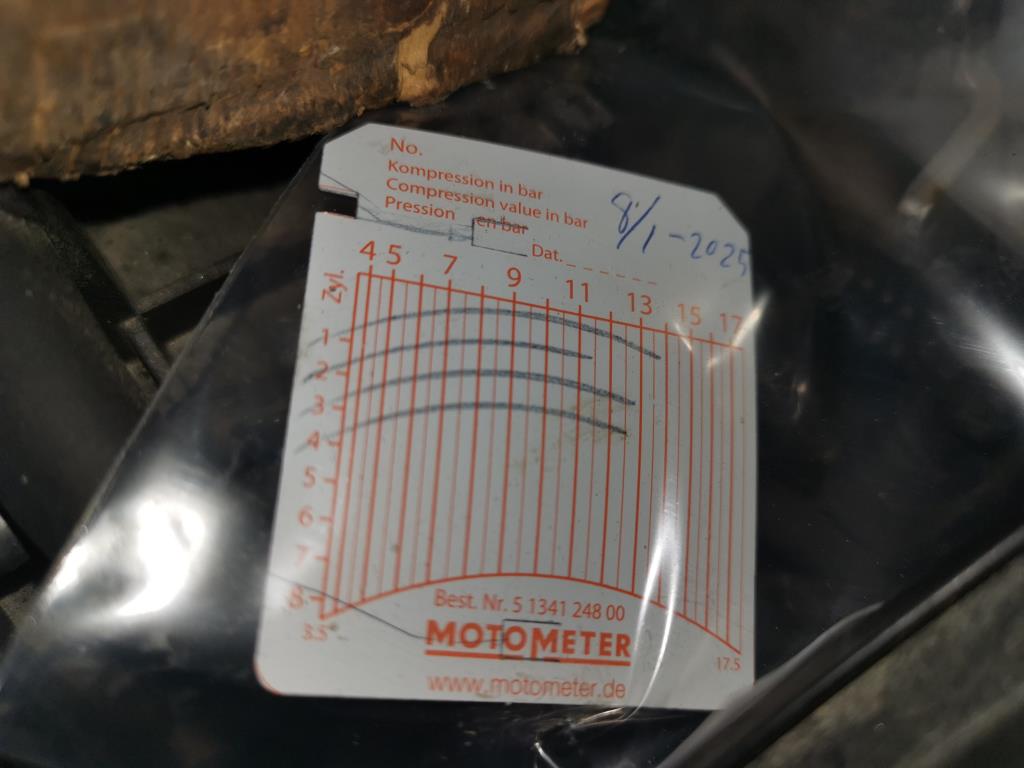 No.
Kompression in bar
Compression value in bar
Pression en bar
Dat. _ _ _ _ _ _
8/1-2025
4 5 7 9 11 13 15 17
Zyl.
1
2
3
4
5
6
7
8
3.5
17.5
Best. Nr. 5 1341 248 00
MOTOMETER
www.motometer.de